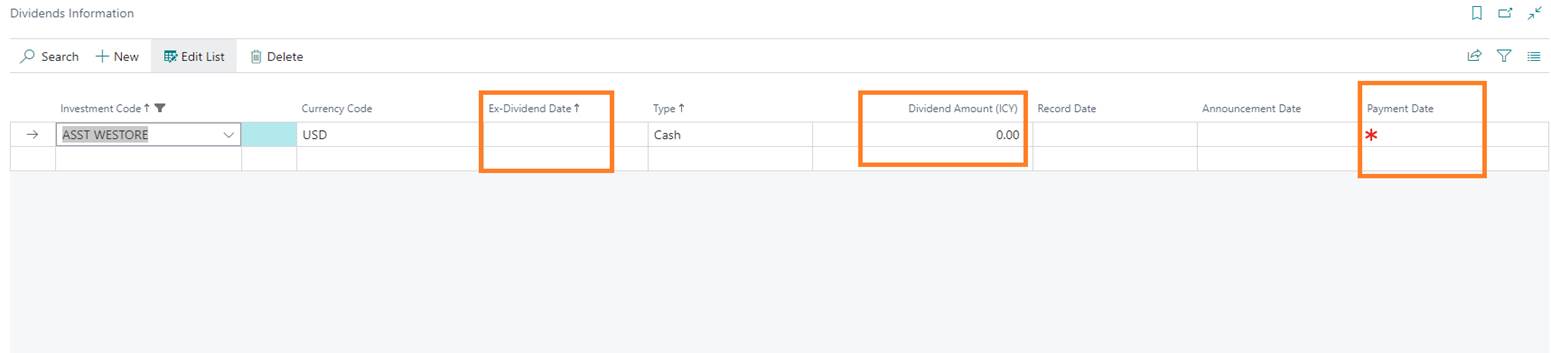 Dividends Information
Search New Edit List Delete
Investment Code ↑ Currency Code Ex-Dividend Date ↑ Type ↑ Dividend Amount (ICY) Record Date Announcement Date Payment Date
→ ASST WESTORE USD Cash 0.00 *